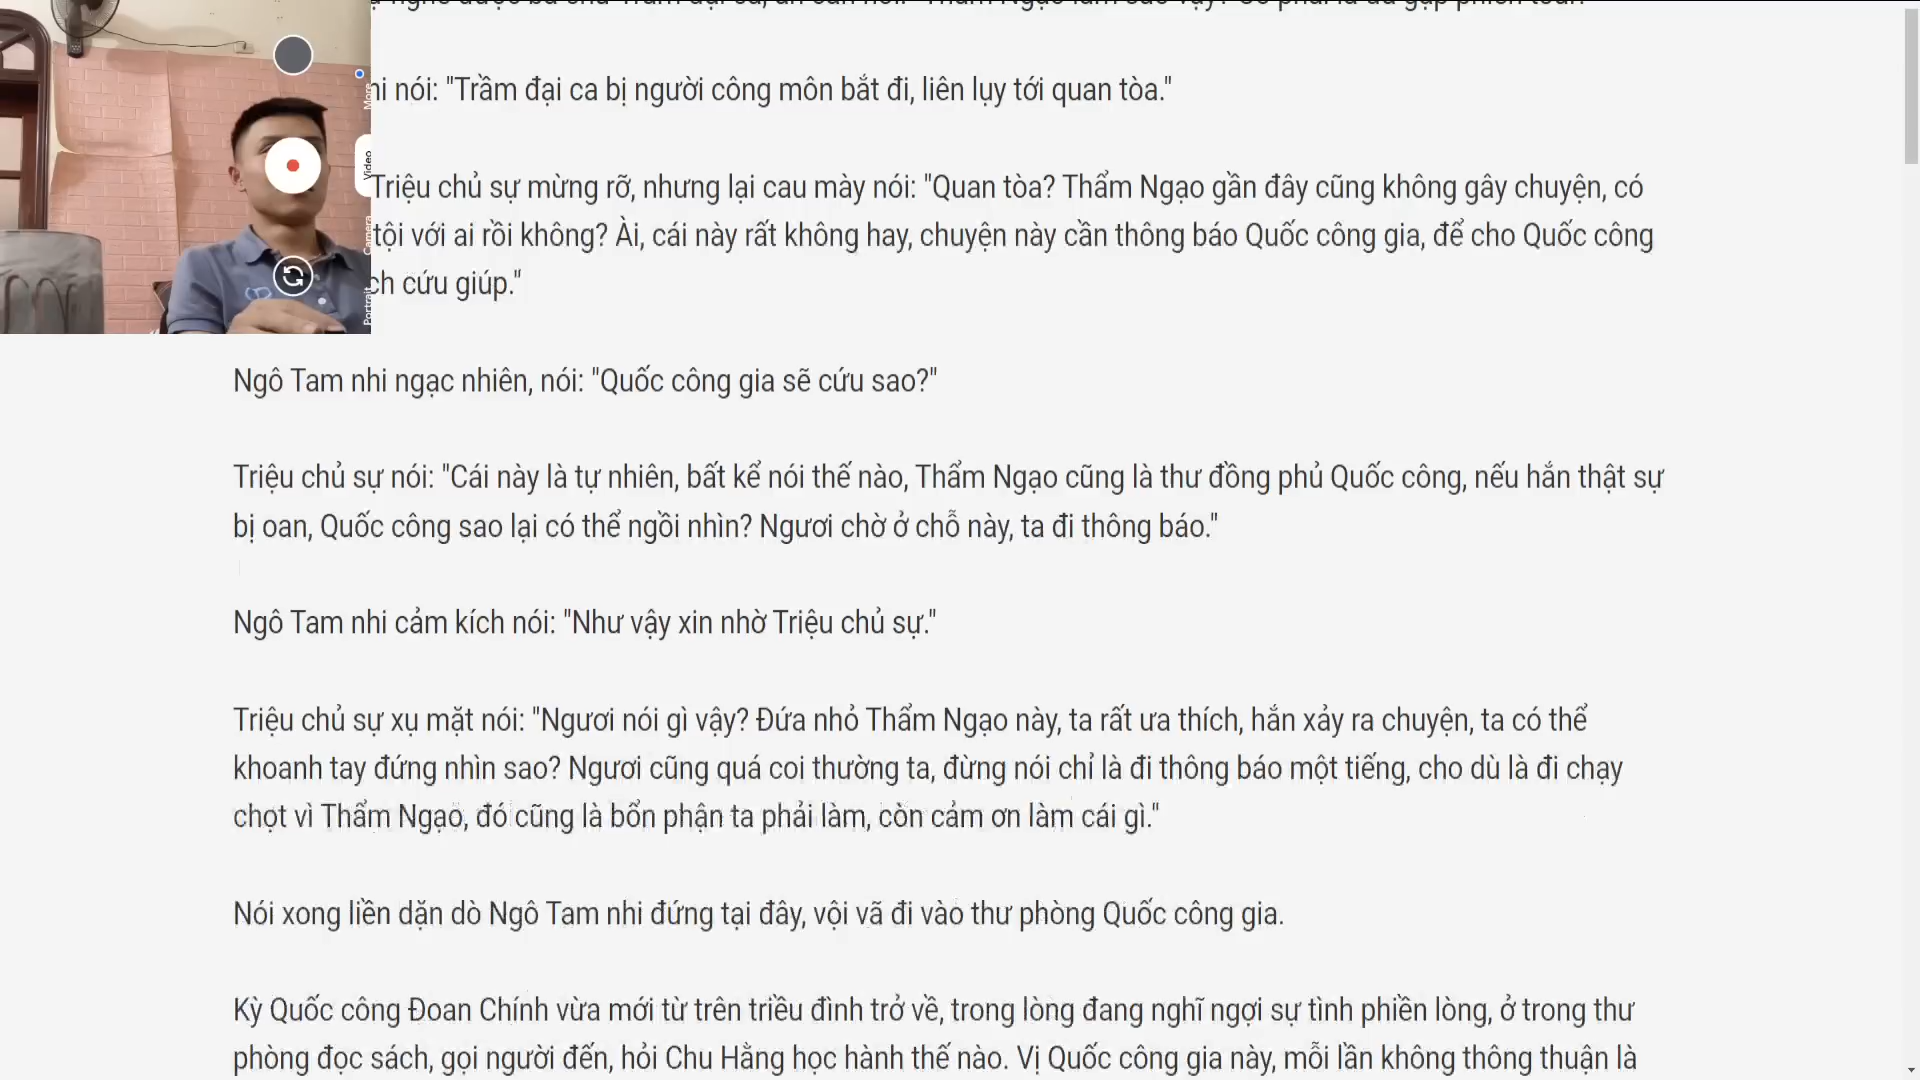 hi nói: "Trầm đại ca bị người công môn bắt đi, liên lụy tới quan tòa."
Triệu chủ sự mừng rỡ, nhưng lại cau mày nói: "Quan tòa? Thẩm Ngạo gần đây cũng không gây chuyện, có
tội với ai rồi không? Ài, cái này rất không hay, chuyện này cần thông báo Quốc công gia, để cho Quốc công
ch cứu giúp."
More
Video
Camera
Portrait
Ngô Tam nhi ngạc nhiên, nói: "Quốc công gia sẽ cứu sao?"
Triệu chủ sự nói: "Cái này là tự nhiên, bất kể nói thế nào, Thẩm Ngạo cũng là thư đồng phủ Quốc công, nếu hắn thật sự
bị oan, Quốc công sao lại có thể ngồi nhìn? Ngươi chờ ở chỗ này, ta đi thông báo."
Ngô Tam nhi cảm kích nói: "Như vậy xin nhờ Triệu chủ sự."
Triệu chủ sự xụ mặt nói: "Ngươi nói gì vậy? Đứa nhỏ Thẩm Ngạo này, ta rất ưa thích, hắn xảy ra chuyện, ta có thể
khoanh tay đứng nhìn sao? Ngươi cũng quá coi thường ta, đừng nói chỉ là đi thông báo một tiếng, cho dù là đi chạy
chọt vì Thẩm Ngạo, đó cũng là bổn phận ta phải làm, còn cảm ơn làm cái gì."
Nói xong liền dặn dò Ngô Tam nhi đứng tại đây, vội vã đi vào thư phòng Quốc công gia.
Kỳ Quốc công Đoan Chính vừa mới từ trên triều đình trở về, trong lòng đang nghĩ ngợi sự tình phiền lòng, ở trong thư
phòng đọc sách, gọi người đến, hỏi Chu Hằng học hành thế nào. Vị Quốc công gia này, mỗi lần không thông thuận là